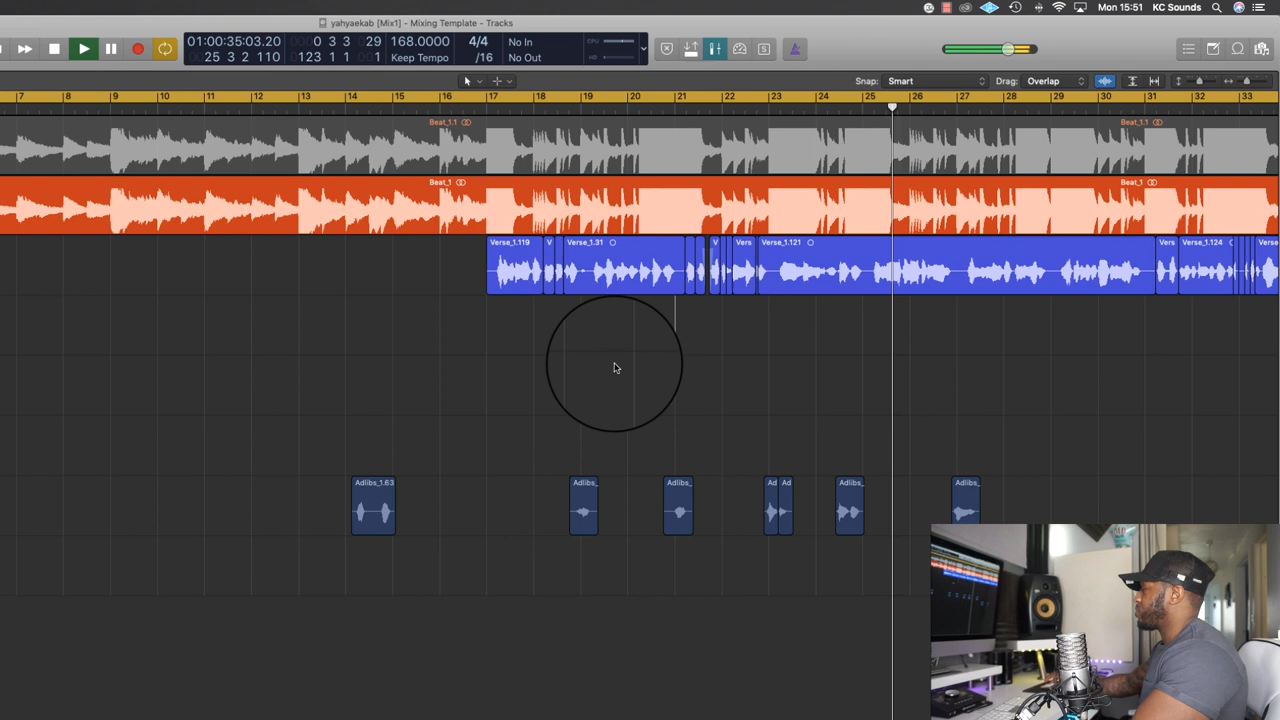 Mon 15:51 KC Sounds
yahyaekab [Mix1] - Mixing Template - Tracks
01:00:35:03.20 0 3 3 29 168.0000 4/4 No In CPU
25 3 2 110 123 1 1 1 Keep Tempo /16 No Out
Snap: Smart Drag: Overlap
7 8 9 10 11 12 13 14 15 16 17 18 19 20 21 22 23 24 25 26 27 28 29 30 31 32 33
Beat_1.1 Beat_1.1
Beat_1 Beat_1
Verse_1.119 V Verse_1.31 V Vers Verse_1.121 Vers Verse_1.124 Verse
Adlibs_1.63 Adlibs_ Adlibs_ Ad Ad Adlibs_ Adlibs_